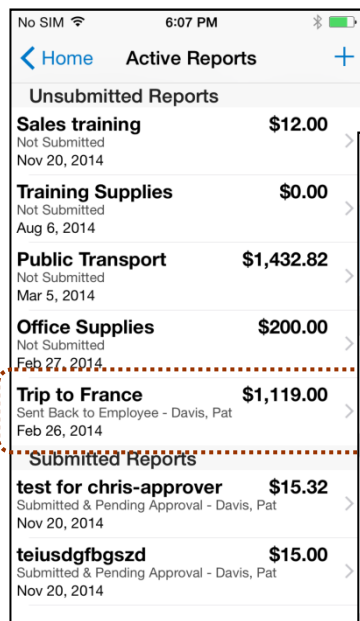 No SIM 6:07 PM
Home Active Reports +
Unsubmitted Reports
Sales training $12.00
Not Submitted
Nov 20, 2014
Training Supplies $0.00
Not Submitted
Aug 6, 2014
Public Transport $1,432.82
Not Submitted
Mar 5, 2014
Office Supplies $200.00
Not Submitted
Feb 27, 2014
Trip to France $1,119.00
Sent Back to Employee - Davis, Pat
Feb 26, 2014
Submitted Reports
test for chris-approver $15.32
Submitted & Pending Approval - Davis, Pat
Nov 20, 2014
teiusdgfbgszd $15.00
Submitted & Pending Approval - Davis, Pat
Nov 20, 2014